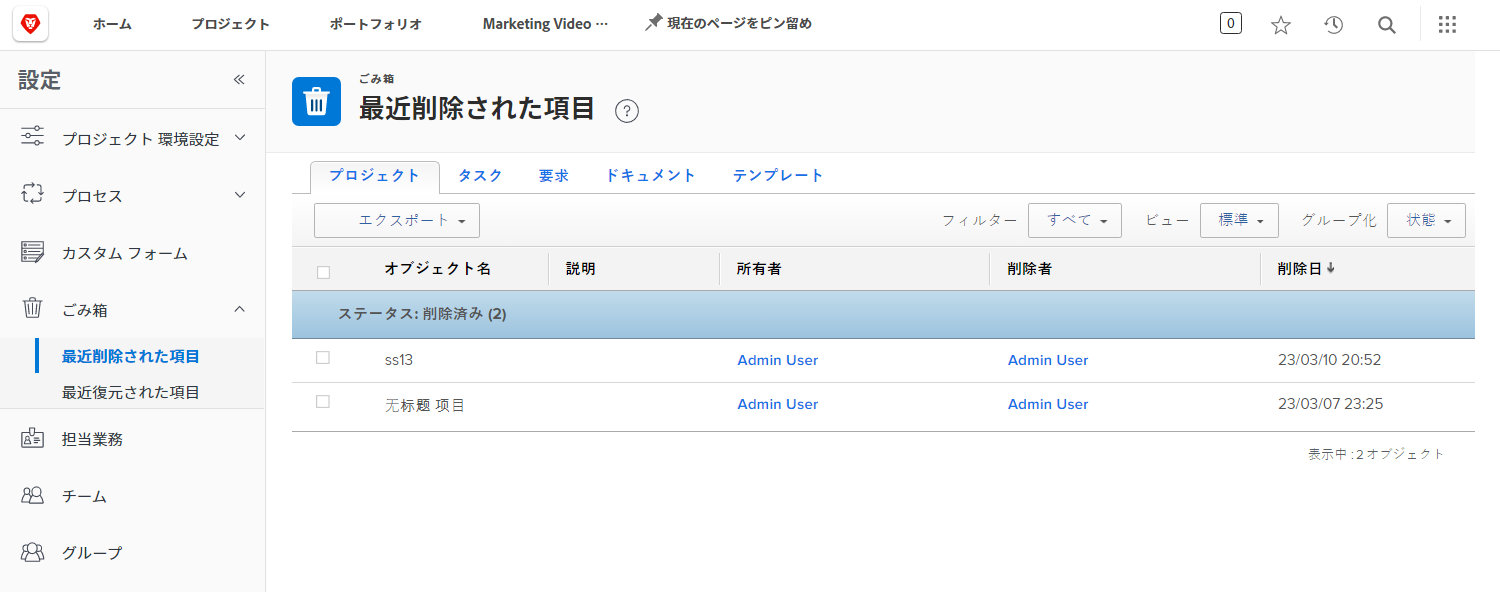 ホーム プロジェクト ポートフォリオ Marketing Video ··· 現在のページをピン留め 0
設定
プロジェクト 環境設定
プロセス
カスタム フォーム
ごみ箱
最近削除された項目
最近復元された項目
担当業務
チーム
グループ
ごみ箱
最近削除された項目 ?
プロジェクト タスク 要求 ドキュメント テンプレート
エクスポート フィルター すべて ビュー 標準 グループ化 状態
オブジェクト名 説明 所有者 削除者 削除日
ステータス: 削除済み (2)
ss13 Admin User Admin User 23/03/10 20:52
无标题 项目 Admin User Admin User 23/03/07 23:25
表示中 : 2 オブジェクト